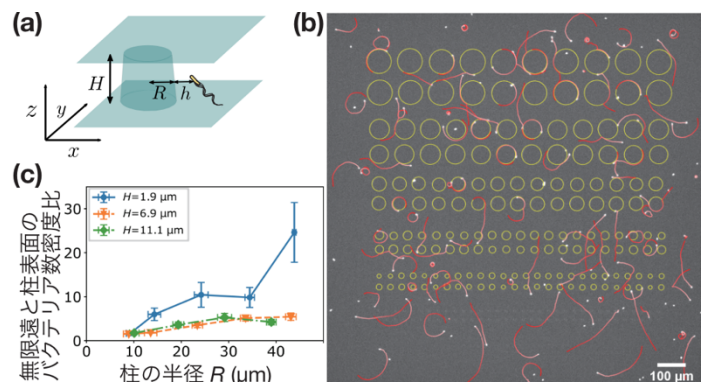 (a)
H
R
h
z
y
x
(b)
100 μm
(c)
無限遠と柱表面の
バクテリア数密度比
30
20
10
0
H=1.9 μm
H=6.9 μm
H=11.1 μm
0 10 20 30 40
柱の半径 R (μm)